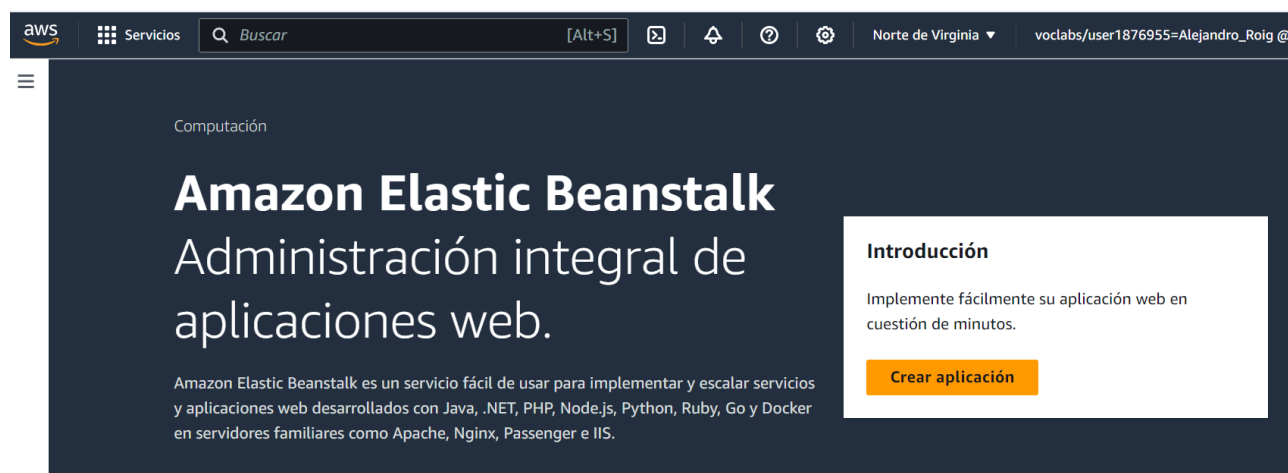 aws
Servicios
Buscar
[Alt+S]
Norte de Virginia ▼
voclabs/user1876955=Alejandro_Roig @
Computación
Amazon Elastic Beanstalk
Administración integral de
aplicaciones web.
Amazon Elastic Beanstalk es un servicio fácil de usar para implementar y escalar servicios
y aplicaciones web desarrollados con Java, .NET, PHP, Node.js, Python, Ruby, Go y Docker
en servidores familiares como Apache, Nginx, Passenger e IIS.
Introducción
Implemente fácilmente su aplicación web en
cuestión de minutos.
Crear aplicación